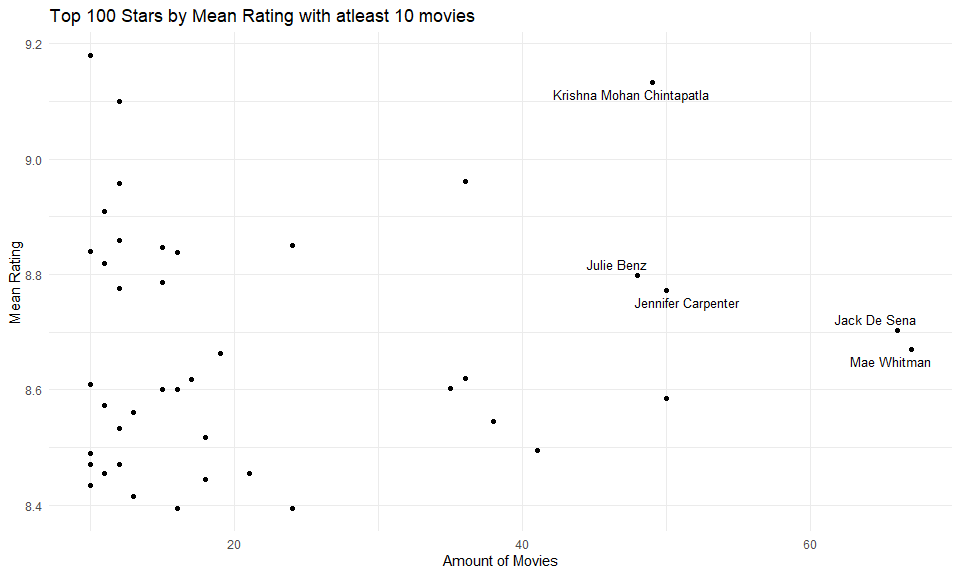 Top 100 Stars by Mean Rating with atleast 10 movies
9.2
Krishna Mohan Chintapatla
9.0
Mean Rating
Julie Benz
8.8
Jennifer Carpenter
Jack De Sena
Mae Whitman
8.6
8.4
20
40
60
Amount of Movies